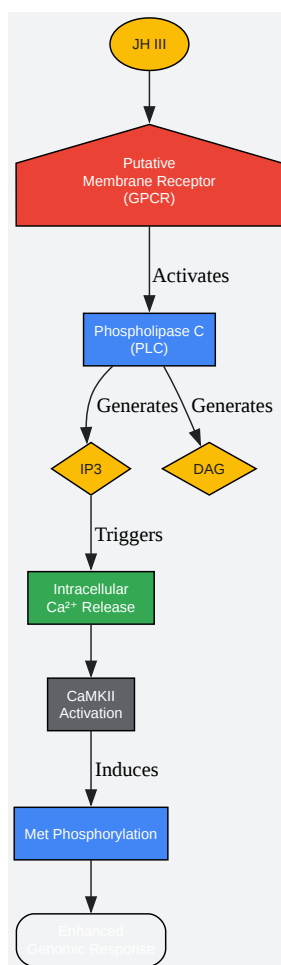 JH III
Putative
Membrane Receptor
(GPCR)
Activates
Phospholipase C
(PLC)
Generates
Generates
IP3
DAG
Triggers
Intracellular
Ca²⁺ Release
CaMKII
Activation
Induces
Met Phosphorylation
Enhanced
Genomic Response